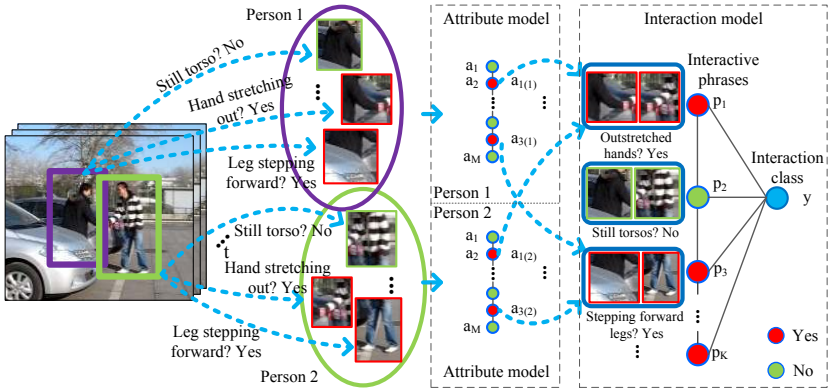 Person 1
Still torso? No
Hand stretching
out? Yes
Leg stepping
forward? Yes
t
Still torso? No
Hand stretching
out? Yes
Leg stepping
forward? Yes
Person 2
Attribute model
a1
a2
a1(1)
a3(1)
aM
Person 1
Person 2
a1
a2
a1(2)
a3(2)
aM
Attribute model
Interaction model
Interactive
phrases
p1
Outstretched
hands? Yes
p2
Still torsos? No
p3
Stepping forward
legs? Yes
pK
Interaction
class
y
Yes
No